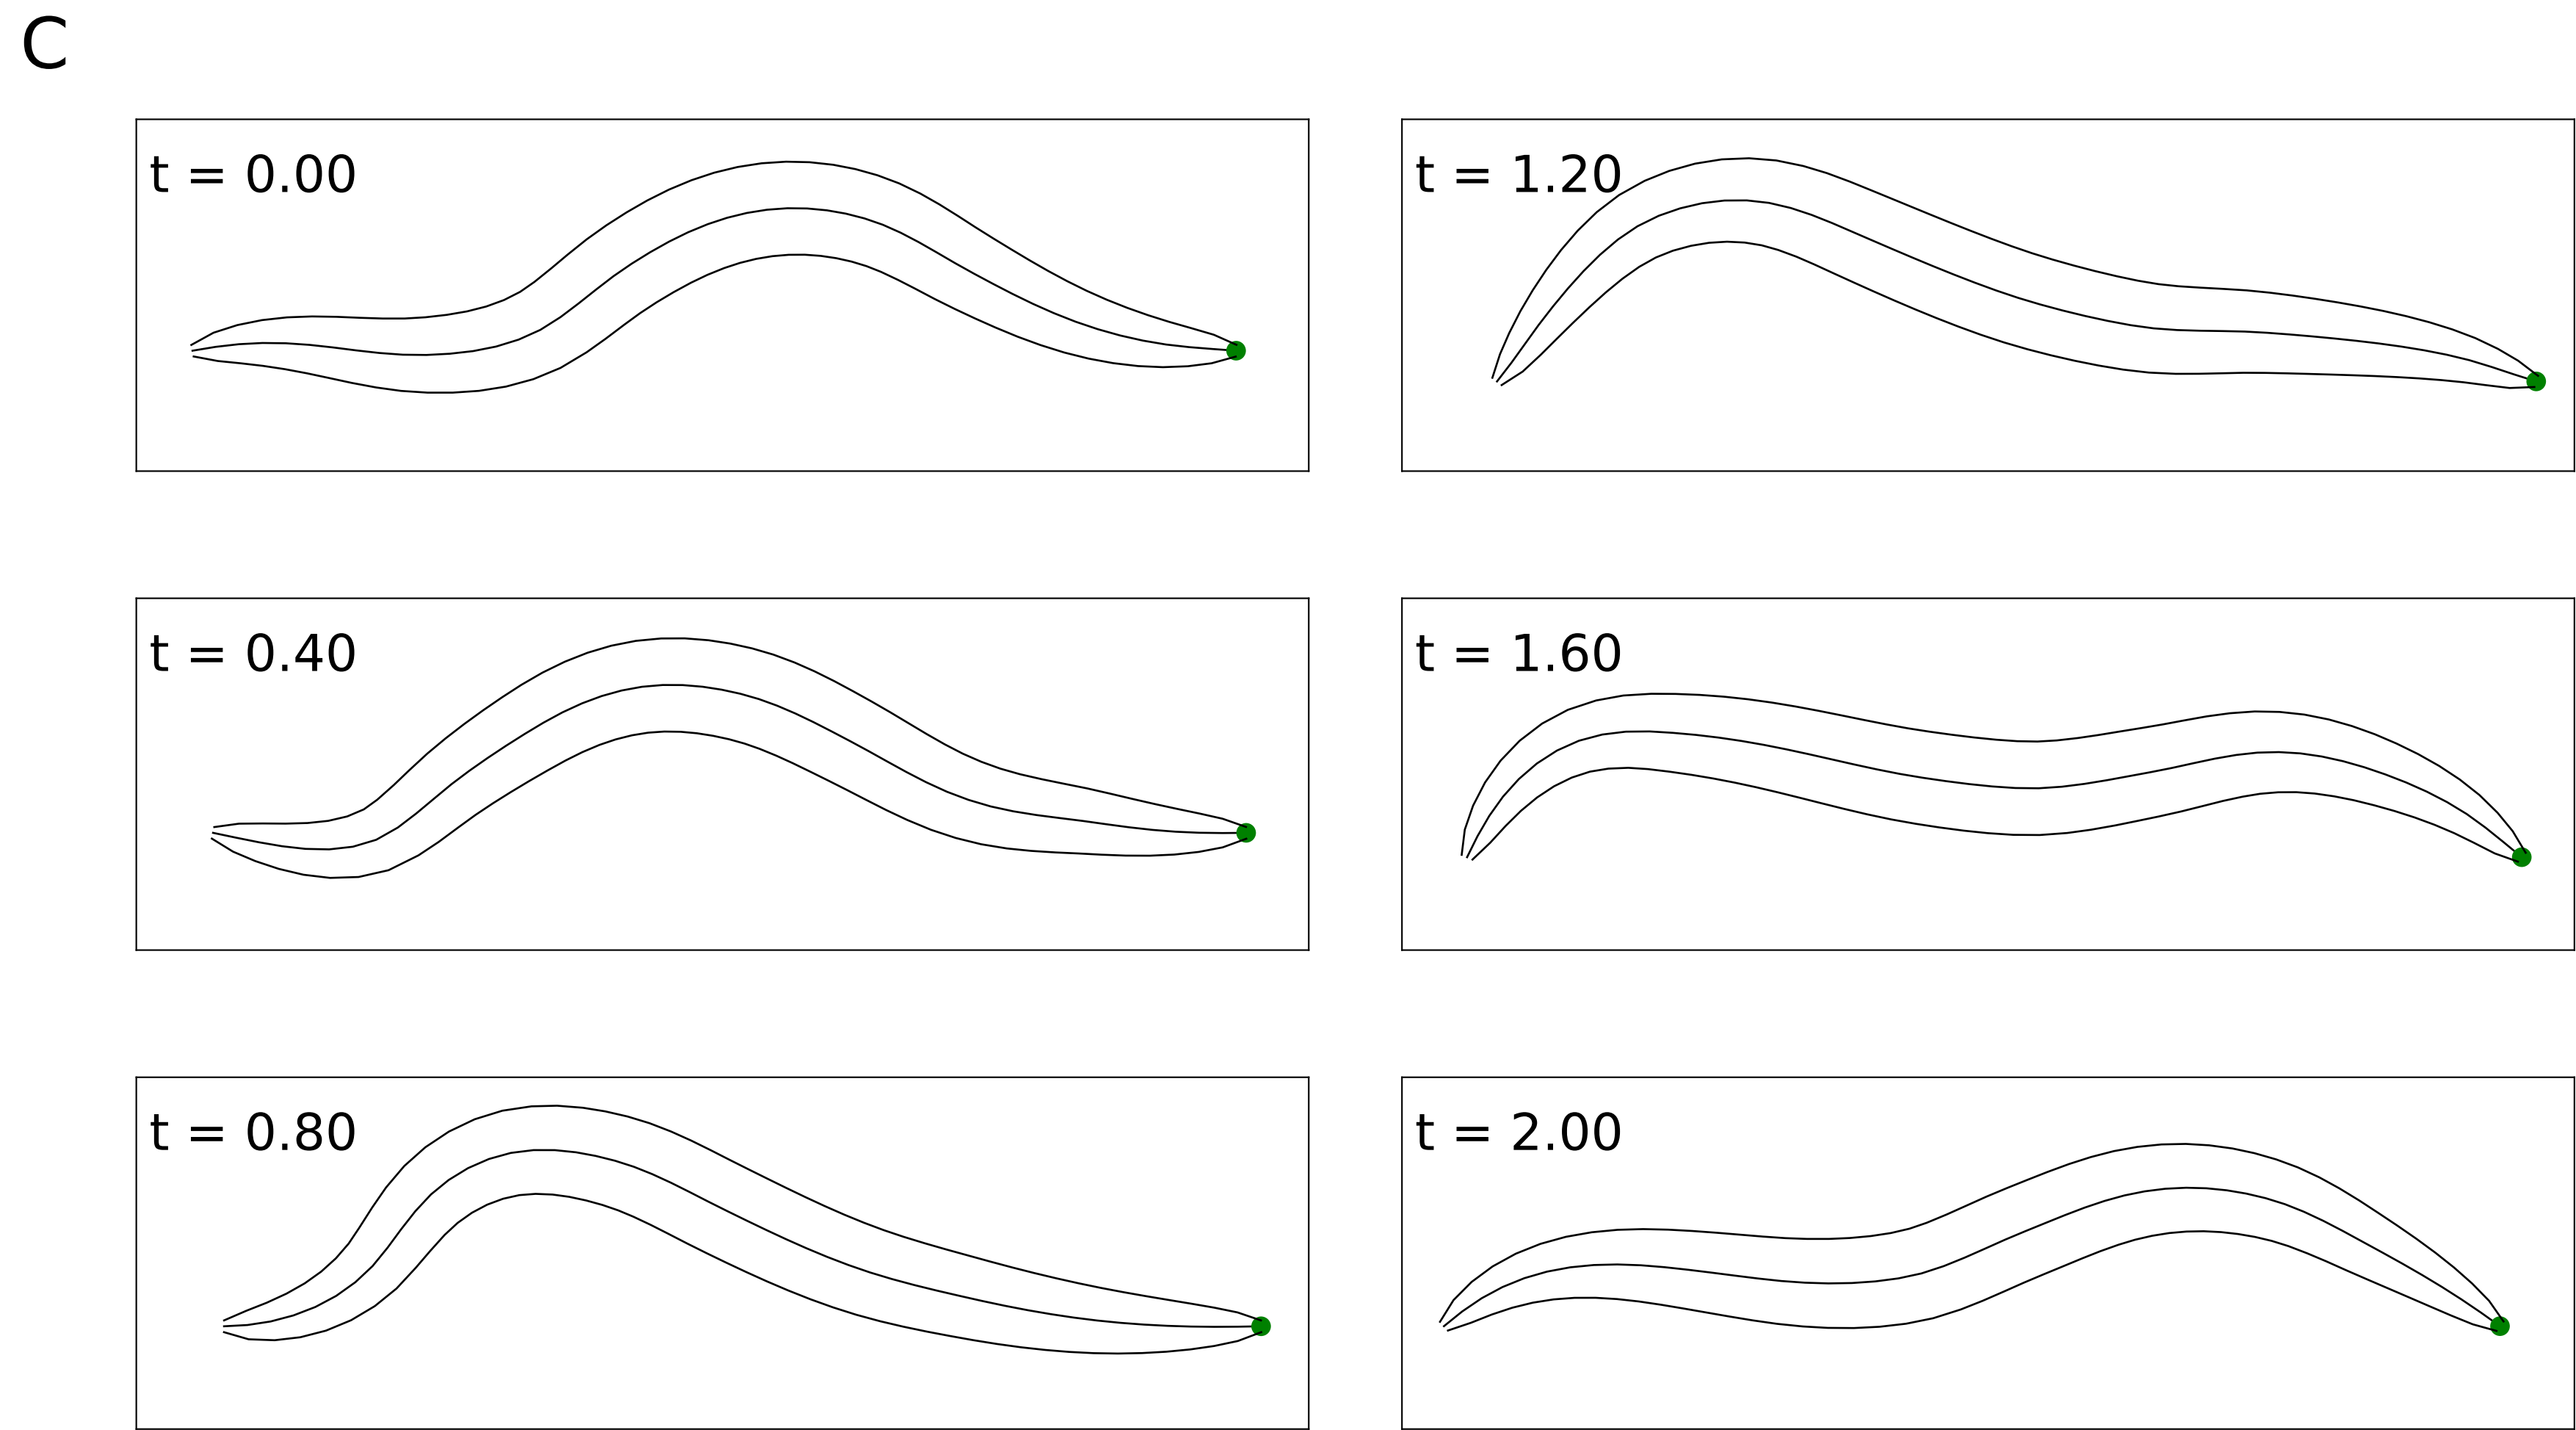 C
t = 0.00
t = 1.20
t = 0.40
t = 1.60
t = 0.80
t = 2.00